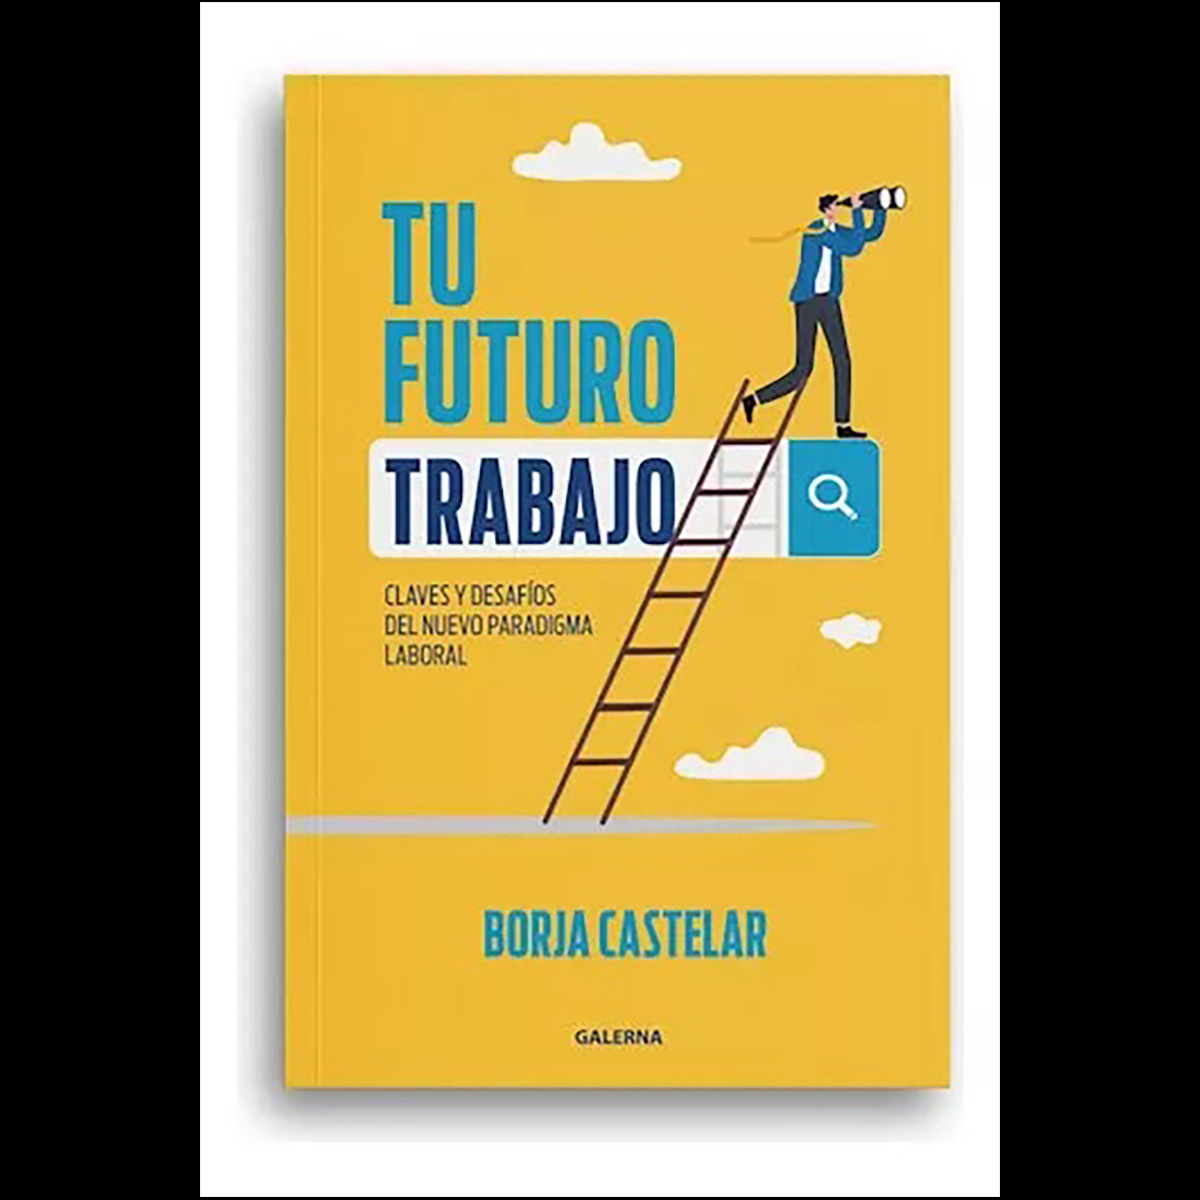 TU
FUTURO
TRABAJO
CLAVES Y DESAFÍOS
DEL NUEVO PARADIGMA
LABORAL
BORJA CASTELAR
GALERNA